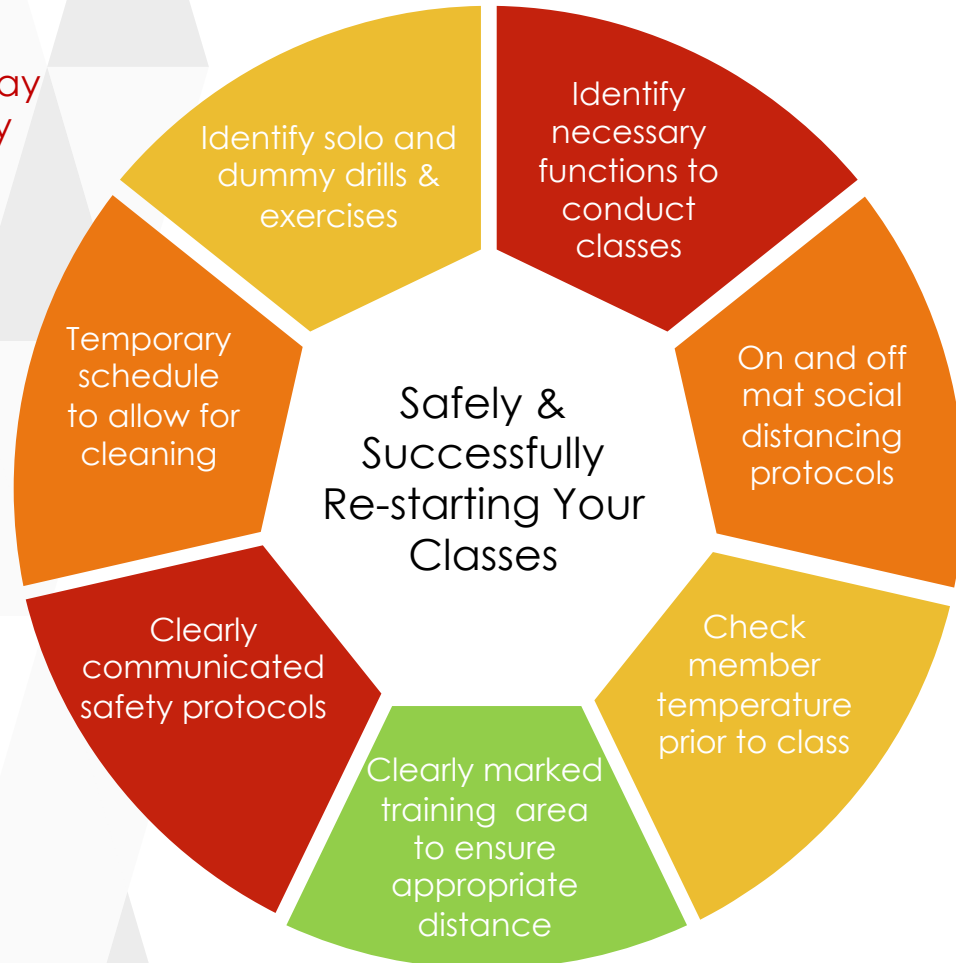 ay
y
Identify solo and
dummy drills &
exercises
Identify
necessary
functions to
conduct
classes
On and off
mat social
distancing
protocols
Check
member
temperature
prior to class
Clearly marked
training area
to ensure
appropriate
distance
Clearly
communicated
safety protocols
Temporary
schedule
to allow for
cleaning
Safely &
Successfully
Re-starting Your
Classes